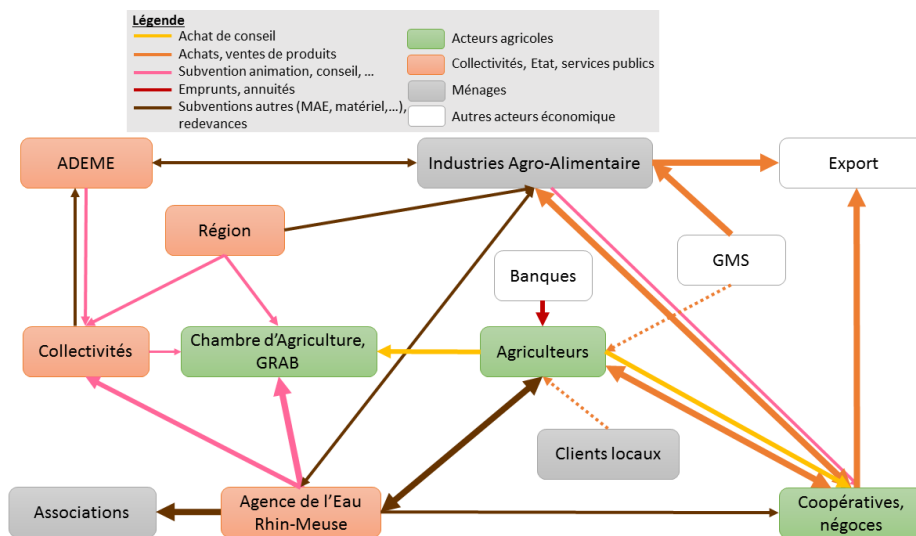 Légende
Achat de conseil
Achats, ventes de produits
Subvention animation, conseil, ...
Emprunts, annuités
Subventions autres (MAE, matériel,...),
redevances
Acteurs agricoles
Collectivités, Etat, services publics
Ménages
Autres acteurs économique
ADEME
Industries Agro-Alimentaire
Export
Région
Banques
GMS
Collectivités
Chambre d'Agriculture,
GRAB
Agriculteurs
Clients locaux
Associations
Agence de l'Eau
Rhin-Meuse
Coopératives,
négoces